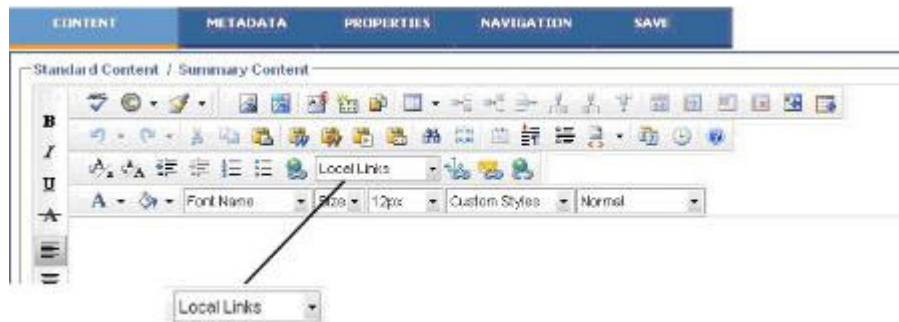 CONTENT METADATA PROPERTIES NAVIGATION SAVE
Standard Content / Summary Content
B
I
U
A
Local Links
A Font Name Size 12px Custom Styles Normal
Local Links